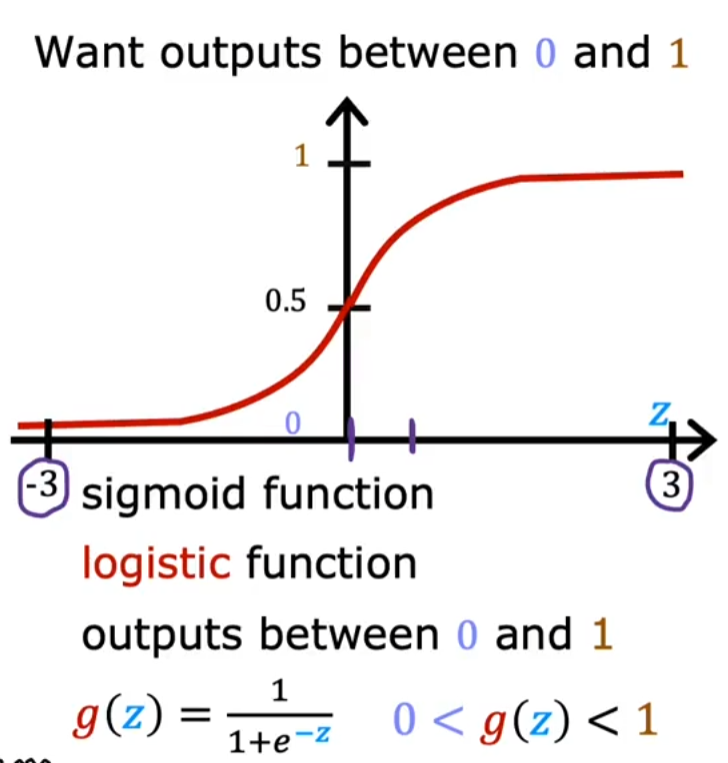 Want outputs between 0 and 1
1
0.5
0
z
-3
3
sigmoid function
logistic function
outputs between 0 and 1
g(z) = 1/(1+e^−z)    0 < g(z) < 1